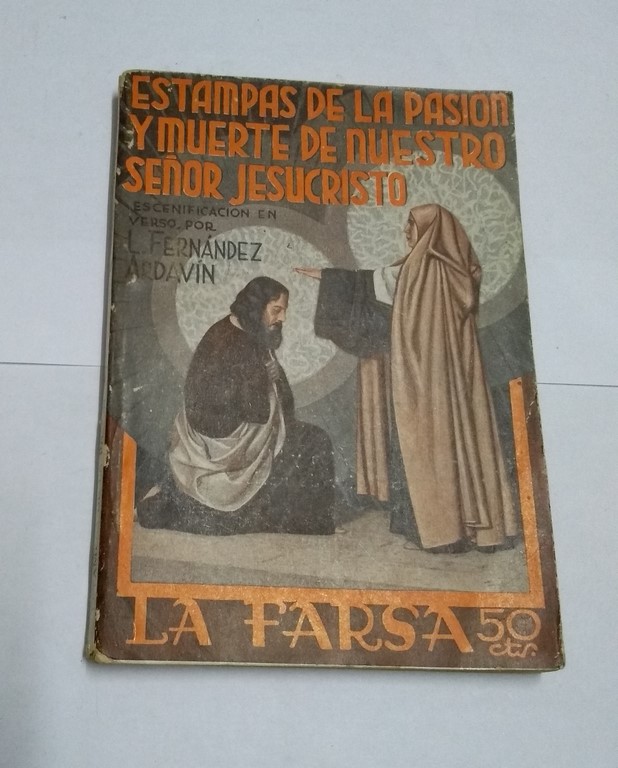 ESTAMPAS DE LA PASION
Y MUERTE DE NUESTRO
SEÑOR JESUCRISTO
ESCENIFICACION EN
VERSO, POR
L. FERNÁNDEZ
ARDAVÍN
LA FARSA 50
cts.